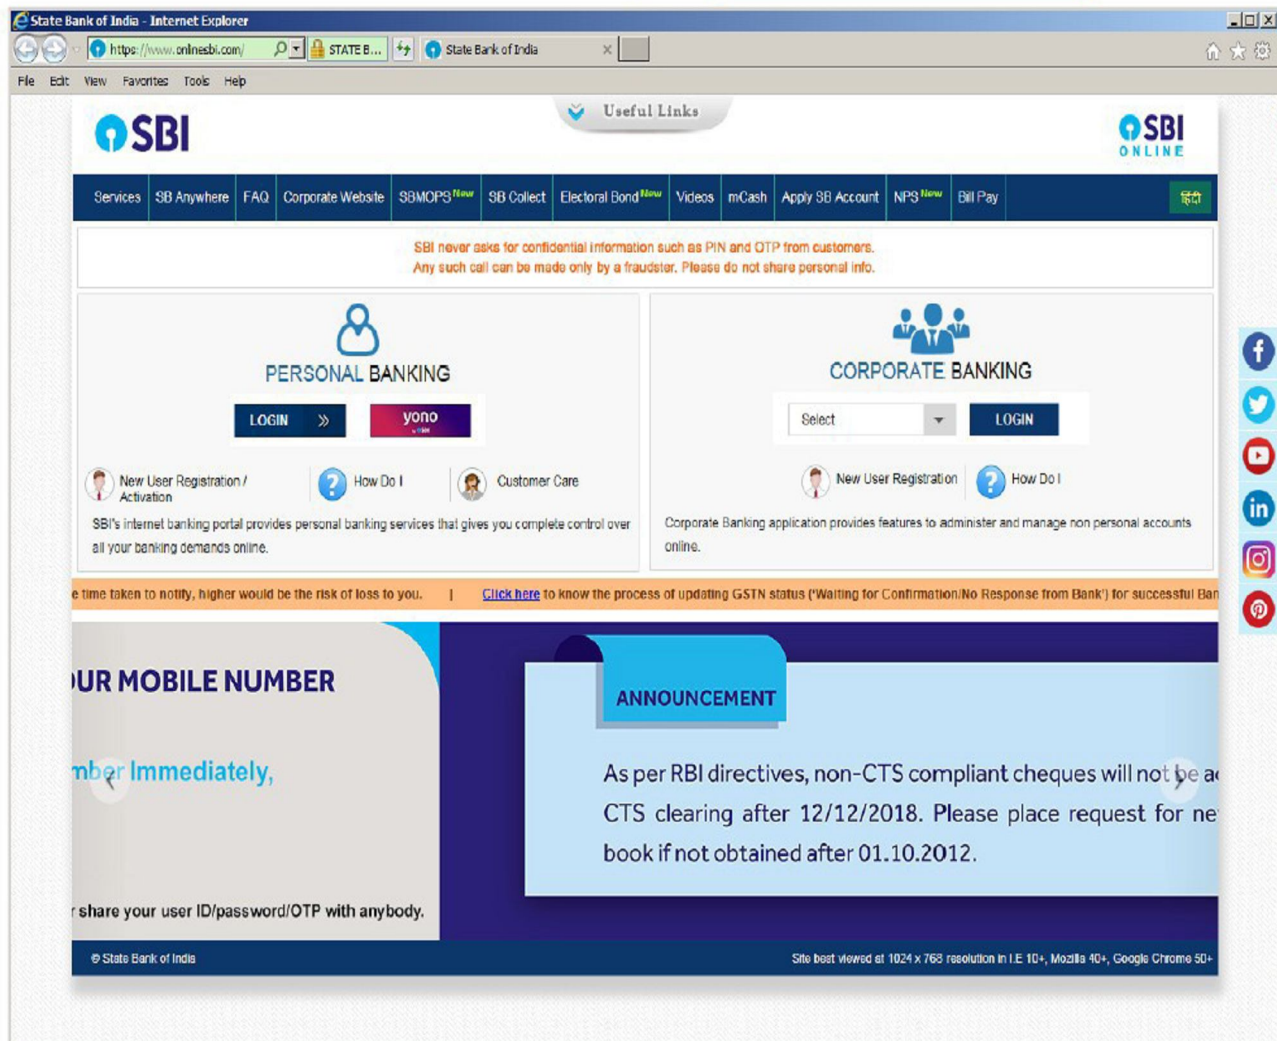 State Bank of India - Internet Explorer
https://www.onlinesbi.com/
STATE B...
State Bank of India
File Edit View Favorites Tools Help
SBI
Useful Links
SBI
ONLINE
Services SB Anywhere FAQ Corporate Website SBMOPS New SB Collect Electoral Bond New Videos mCash Apply SB Account NPS New Bill Pay हिंदी
SBI never asks for confidential information such as PIN and OTP from customers.
Any such call can be made only by a fraudster. Please do not share personal info.
PERSONAL BANKING
LOGIN
yono
New User Registration /
Activation
How Do I
Customer Care
SBI's internet banking portal provides personal banking services that gives you complete control over
all your banking demands online.
CORPORATE BANKING
Select
LOGIN
New User Registration
How Do I
Corporate Banking application provides features to administer and manage non personal accounts
online.
e time taken to notify, higher would be the risk of loss to you. | Click here to know the process of updating GSTN status ('Waiting for Confirmation/No Response from Bank') for successful Ban
OUR MOBILE NUMBER
mber Immediately,
r share your user ID/password/OTP with anybody.
ANNOUNCEMENT
As per RBI directives, non-CTS compliant cheques will not be ac
CTS clearing after 12/12/2018. Please place request for ne
book if not obtained after 01.10.2012.
© State Bank of India
Site best viewed at 1024 x 768 resolution in I.E 10+, Mozilla 40+, Google Chrome 50+